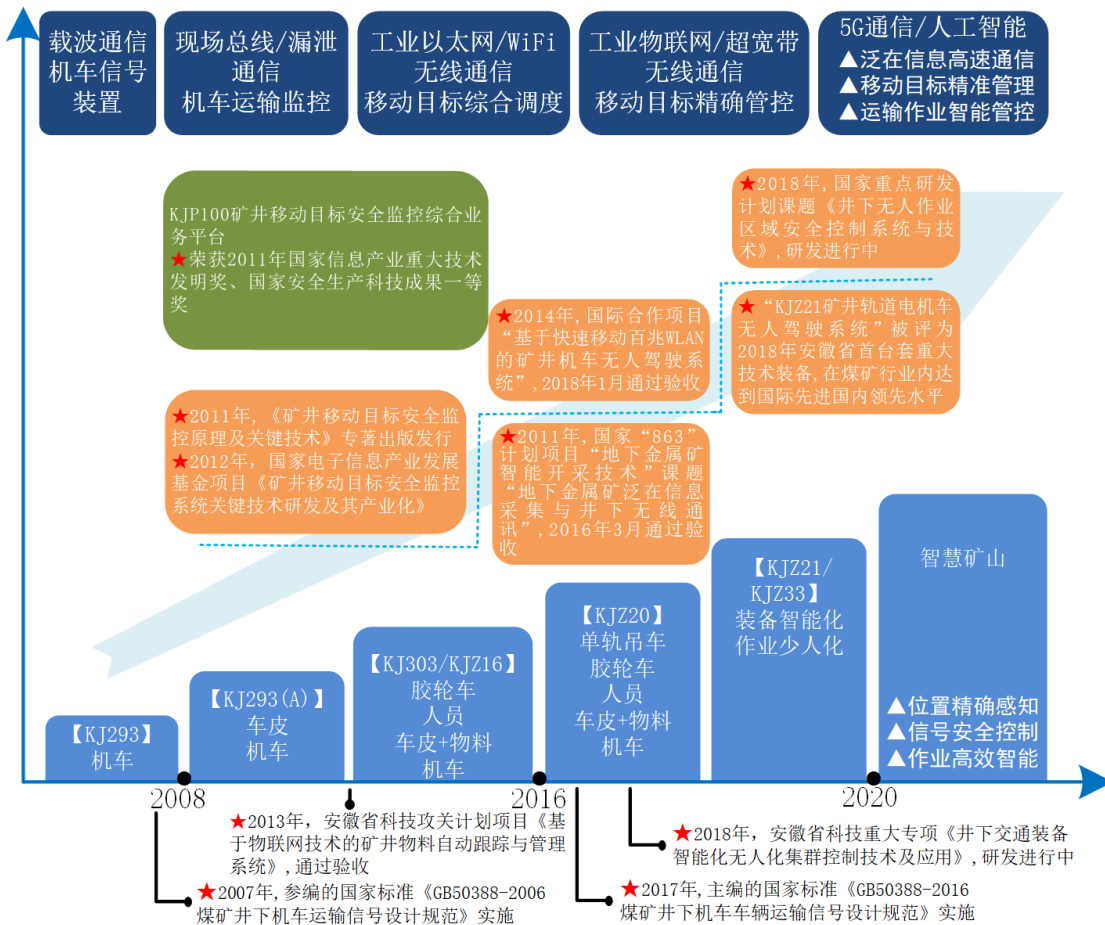 载波通信
机车信号
装置
现场总线/漏泄
通信
机车运输监控
工业以太网/WiFi
无线通信
移动目标综合调度
工业物联网/超宽带
无线通信
移动目标精确管控
5G通信/人工智能
▲泛在信息高速通信
▲移动目标精准管理
▲运输作业智能管控
KJP100矿井移动目标安全监控综合业
务平台
★荣获2011年国家信息产业重大技术
发明奖、国家安全生产科技成果一等
奖
★2018年,国家重点研发
计划课题《井下无人作业
区域安全控制系统与技
术》,研发进行中
★2014年,国际合作项目
“基于快速移动百兆WLAN
的矿井机车无人驾驶系
统”,2018年1月通过验收
★“KJZ21矿井轨道电机车
无人驾驶系统”被评为
2018年安徽省首台套重大
技术装备,在煤矿行业内达
到国际先进国内领先水平
★2011年,《矿井移动目标安全监
控原理及关键技术》专著出版发行
★2012年, 国家电子信息产业发展
基金项目《矿井移动目标安全监控
系统关键技术研发及其产业化》
★2011年,国家“863”
计划项目“地下金属矿
智能开采技术”课题
“地下金属矿泛在信息
采集与井下无线通
讯”,2016年3月通过验
收
【KJ293】
机车
【KJ293(A)】
车皮
机车
【KJ303/KJZ16】
胶轮车
人员
车皮+物料
机车
【KJZ20】
单轨吊车
胶轮车
人员
车皮+物料
机车
【KJZ21/
KJZ33】
装备智能化
作业少人化
智慧矿山
▲位置精确感知
▲信号安全控制
▲作业高效智能
2008
2016
2020
★2013年, 安徽省科技攻关计划项目《基
于物联网技术的矿井物料自动跟踪与管理
系统》,通过验收
★2007年,参编的国家标准《GB50388-2006
煤矿井下机车运输信号设计规范》实施
★2018年, 安徽省科技重大专项《井下交通装备
智能化无人化集群控制技术及应用》,研发进行中
★2017年,主编的国家标准《GB50388-2016
煤矿井下机车车辆运输信号设计规范》实施